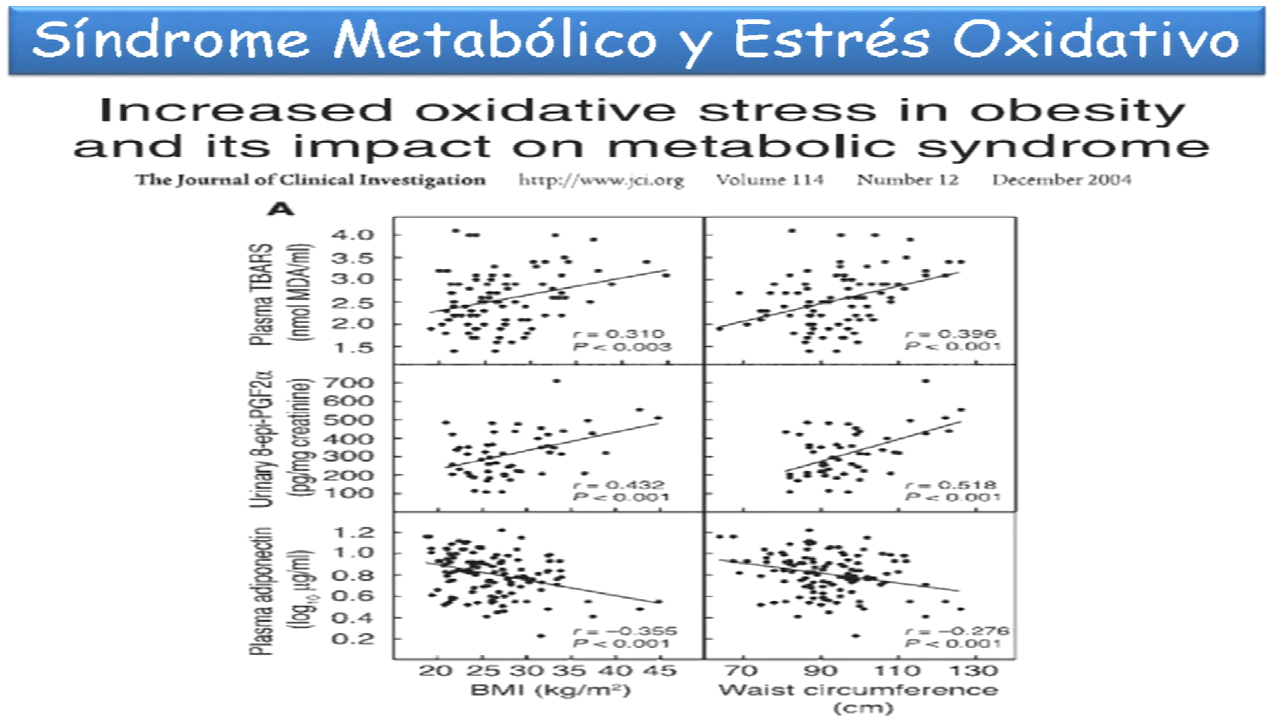 Síndrome Metabólico y Estrés Oxidativo
Increased oxidative stress in obesity
and its impact on metabolic syndrome
The Journal of Clinical Investigation http://www.jci.org Volume 114 Number 12 December 2004
A
Plasma TBARS
(nmol MDA/ml)
4.0
3.5
3.0
2.5
2.0
1.5
r = 0.310
P < 0.003
r = 0.396
P < 0.001
Urinary 8-epi-PGF2α
(pg/mg creatinine)
700
600
500
400
300
200
100
r = 0.432
P < 0.001
r = 0.518
P < 0.001
Plasma adiponectin
(log10 μg/ml)
1.2
1.0
0.8
0.6
0.4
0.2
r = −0.355
P < 0.001
r = −0.276
P < 0.001
20 25 30 35 40 45
70 90 110 130
BMI (kg/m²)
Waist circumference
(cm)